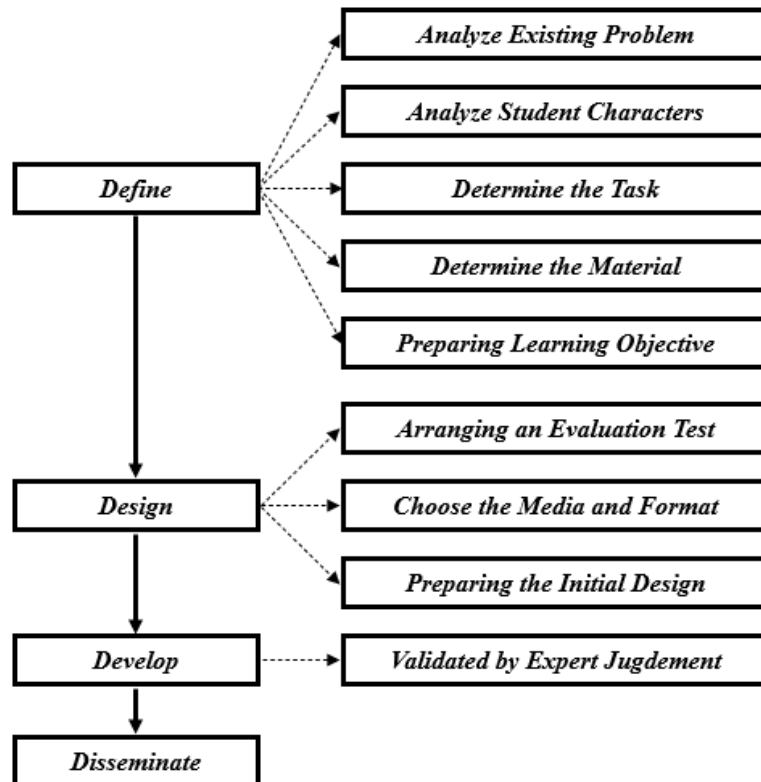 Define
Analyze Existing Problem
Analyze Student Characters
Determine the Task
Determine the Material
Preparing Learning Objective
Design
Arranging an Evaluation Test
Choose the Media and Format
Preparing the Initial Design
Develop
Validated by Expert Jugdement
Disseminate